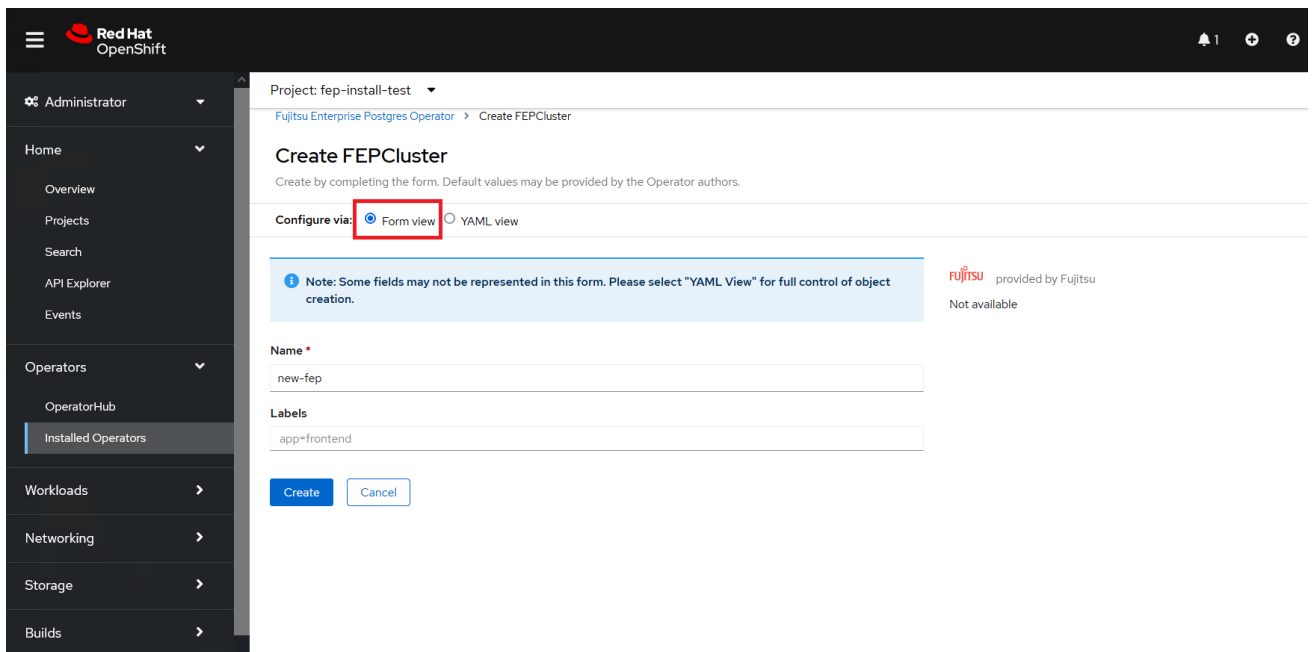 Red Hat
OpenShift
1
Administrator
Home
Overview
Projects
Search
API Explorer
Events
Operators
OperatorHub
Installed Operators
Workloads
Networking
Storage
Builds
Project: fep-install-test
Fujitsu Enterprise Postgres Operator > Create FEPCluster
Create FEPCluster
Create by completing the form. Default values may be provided by the Operator authors.
Configure via: Form view YAML view
Note: Some fields may not be represented in this form. Please select "YAML View" for full control of object
creation.
Name *
new-fep
Labels
app=frontend
Create Cancel
FUJITSU provided by Fujitsu
Not available